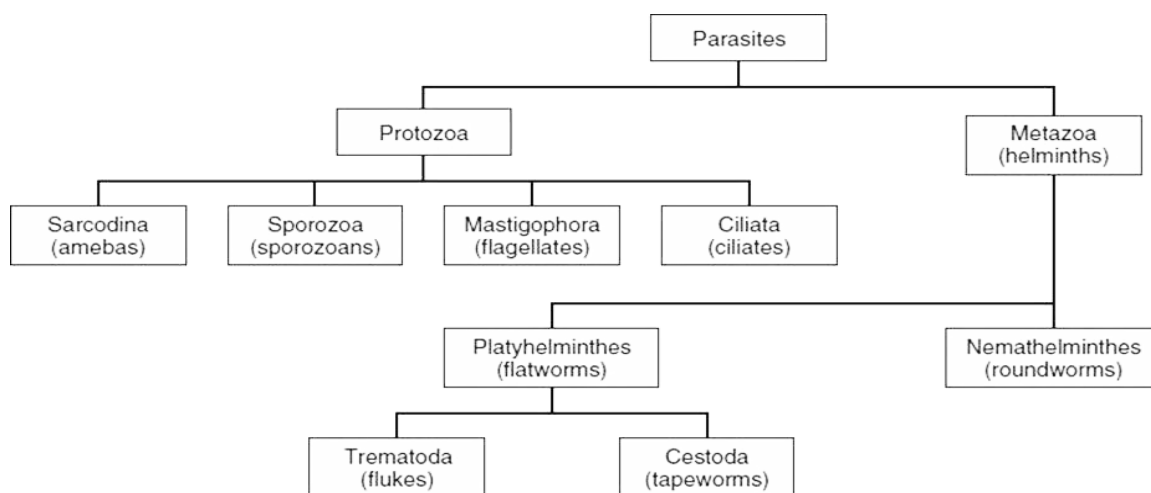 Parasites
Protozoa
Metazoa
(helminths)
Sarcodina
(amebas)
Sporozoa
(sporozoans)
Mastigophora
(flagellates)
Ciliata
(ciliates)
Platyhelminthes
(flatworms)
Nemathelminthes
(roundworms)
Trematoda
(flukes)
Cestoda
(tapeworms)